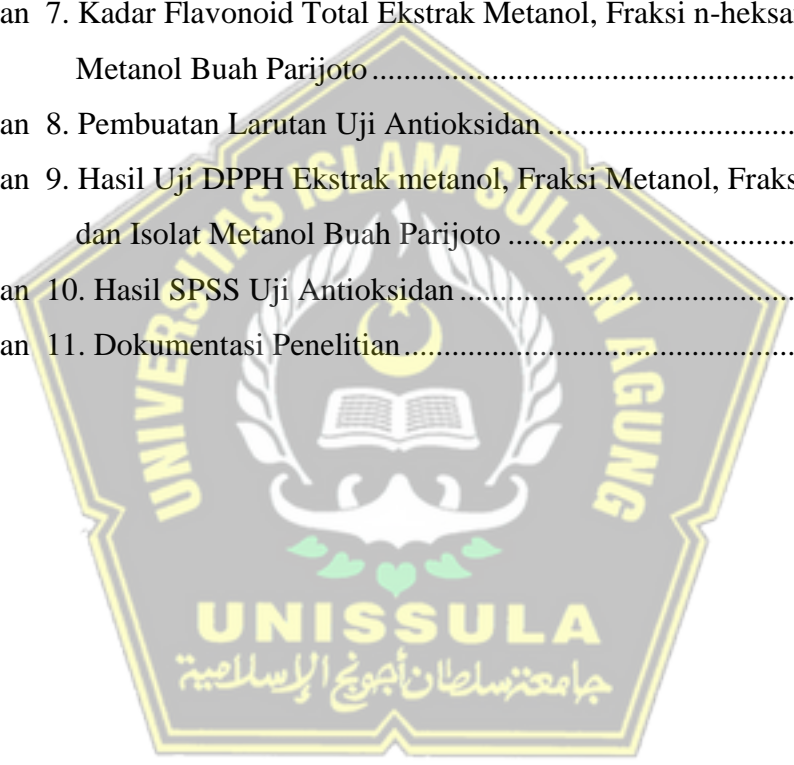 an 7. Kadar Flavonoid Total Ekstrak Metanol, Fraksi n-heksa
Metanol Buah Parijoto ....................................................
an 8. Pembuatan Larutan Uji Antioksidan ..............................
an 9. Hasil Uji DPPH Ekstrak metanol, Fraksi Metanol, Fraks
dan Isolat Metanol Buah Parijoto ....................................
an 10. Hasil SPSS Uji Antioksidan ..........................................
an 11. Dokumentasi Penelitian .................................................
UNIVERSITAS ISLAM SULTAN AGUNG
UNISSULA
جامعة سلطان أجونج الإسلامية